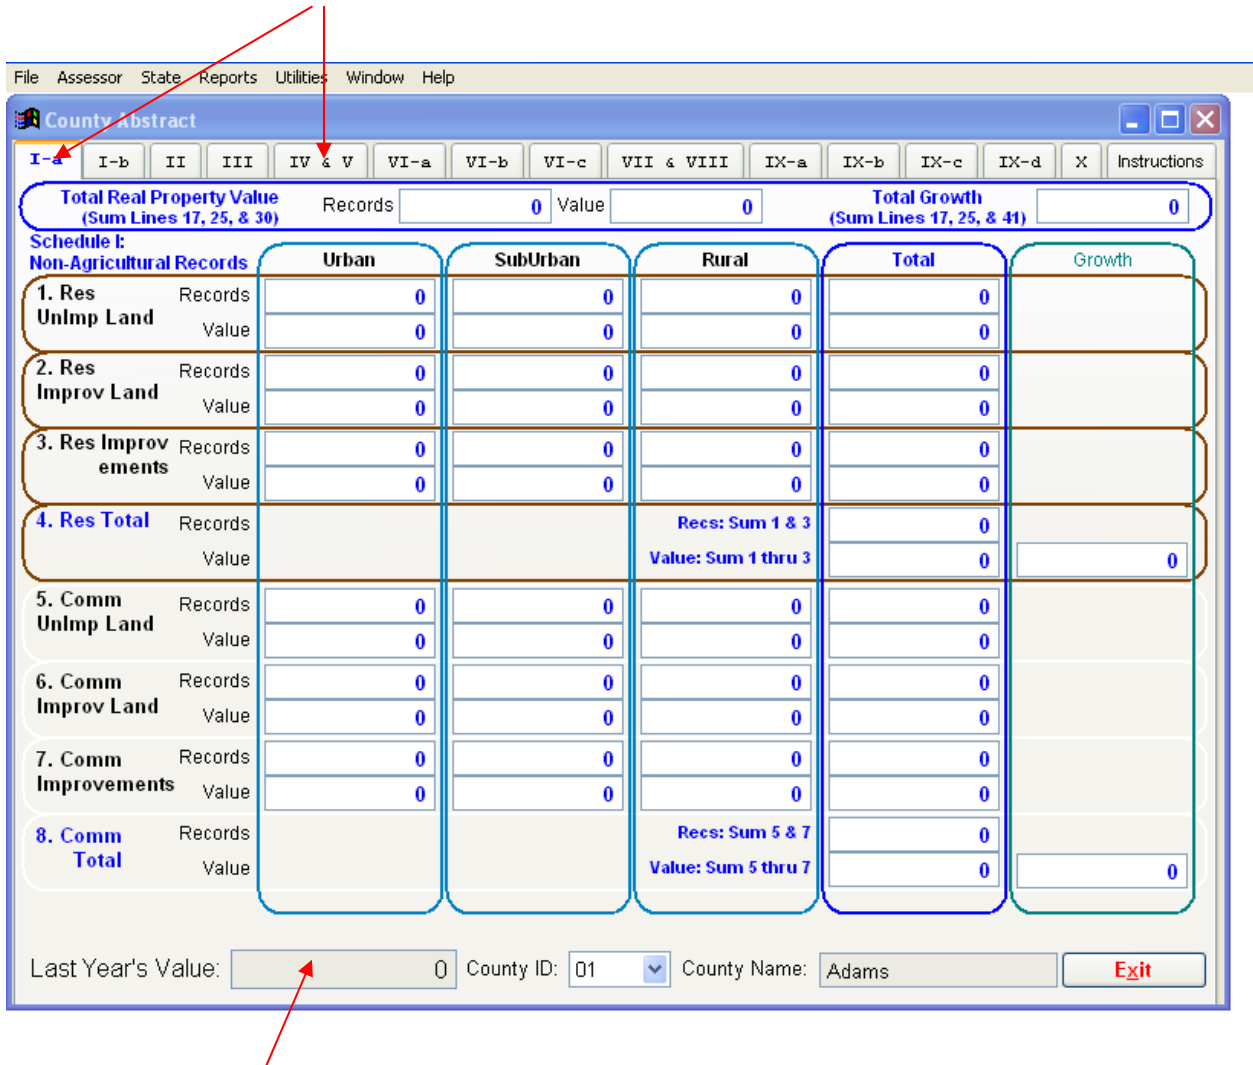 File Assessor State Reports Utilities Window Help
County Abstract
I-a I-b II III IV & V VI-a VI-b VI-c VII & VIII IX-a IX-b IX-c IX-d X Instructions
Total Real Property Value Records 0 Value 0 Total Growth 0
(Sum Lines 17, 25, & 30) (Sum Lines 17, 25, & 41)
Schedule I:
Non-Agricultural Records Urban SubUrban Rural Total Growth
1. Res Records 0 0 0 0
UnImp Land Value 0 0 0 0
2. Res Records 0 0 0 0
Improv Land Value 0 0 0 0
3. Res Improv Records 0 0 0 0
ements Value 0 0 0 0
4. Res Total Records Recs: Sum 1 & 3 0
Value Value: Sum 1 thru 3 0 0
5. Comm Records 0 0 0 0
UnImp Land Value 0 0 0 0
6. Comm Records 0 0 0 0
Improv Land Value 0 0 0 0
7. Comm Records 0 0 0 0
Improvements Value 0 0 0 0
8. Comm Records Recs: Sum 5 & 7 0
Total Value Value: Sum 5 thru 7 0 0
Last Year's Value: 0 County ID: 01 County Name: Adams Exit